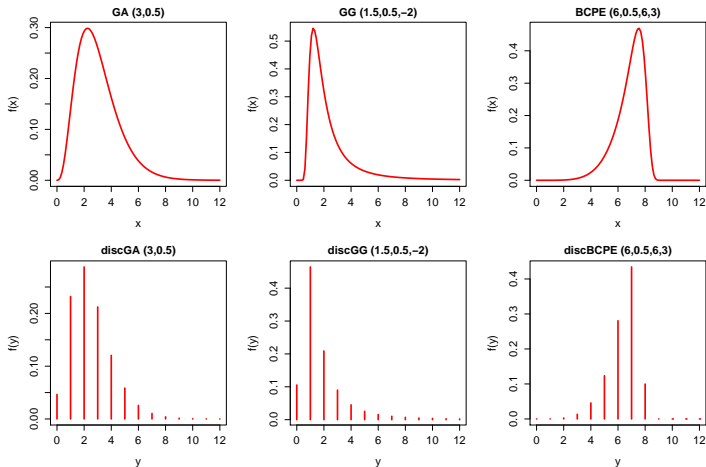 GA (3,0.5)
f(x)
0.00 0.10 0.20 0.30
0 2 4 6 8 10 12
x
GG (1.5,0.5,−2)
f(x)
0.0 0.1 0.2 0.3 0.4 0.5
0 2 4 6 8 10 12
x
BCPE (6,0.5,6,3)
f(x)
0.0 0.1 0.2 0.3 0.4
0 2 4 6 8 10 12
x
discGA (3,0.5)
f(y)
0.00 0.10 0.20
0 2 4 6 8 10 12
y
discGG (1.5,0.5,−2)
f(y)
0.0 0.1 0.2 0.3 0.4
0 2 4 6 8 10 12
y
discBCPE (6,0.5,6,3)
f(y)
0.0 0.1 0.2 0.3 0.4
0 2 4 6 8 10 12
y